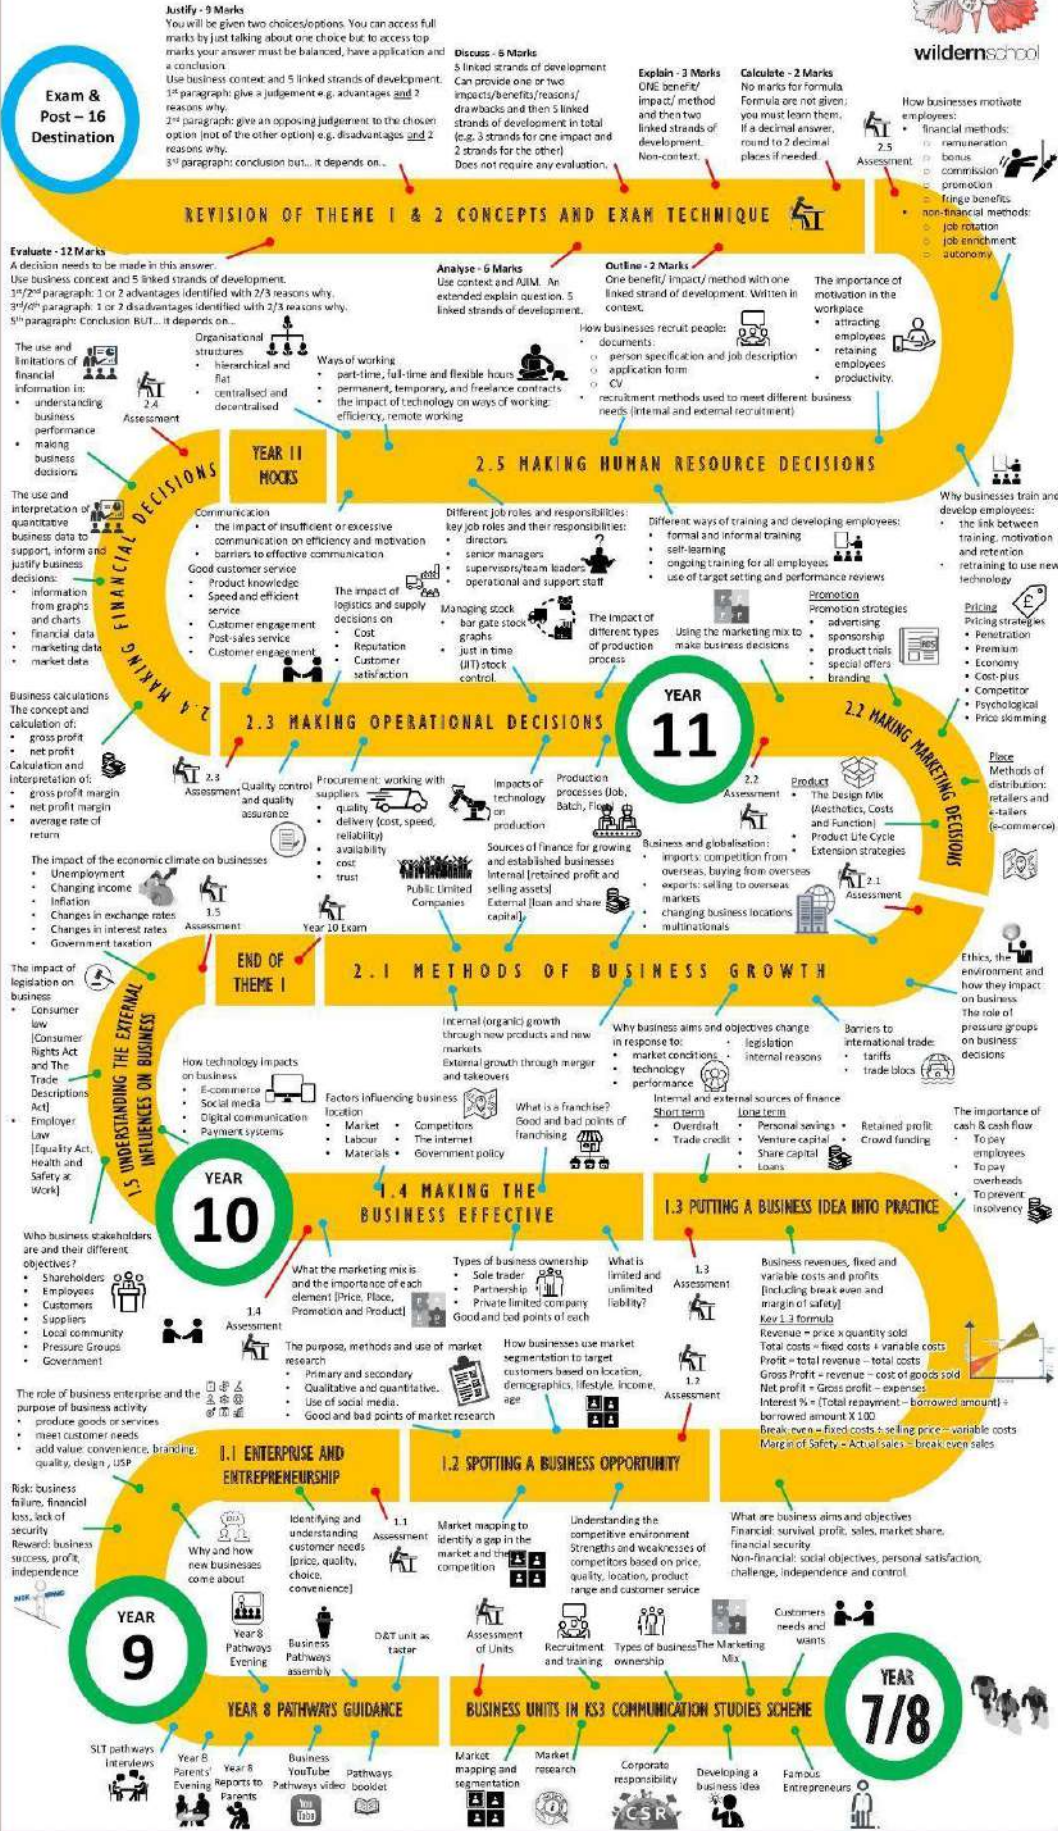 wildernschool
Exam &
Post – 16
Destination
Justify - 9 Marks
You will be given two choices/options. You can access full
marks by just talking about one choice but to access top
marks your answer must be balanced, have application and
a conclusion
Use business context and 5 linked strands of development.
1st paragraph: give a judgement e.g. advantages and 2
reasons why.
2nd paragraph: give an opposing judgement to the chosen
option (not of the other option) e.g. disadvantages and 2
reasons why.
3rd paragraph: conclusion but... it depends on...
Discuss - 6 Marks
5 linked strands of development
Can provide one or two
impacts/benefits/reasons/
drawbacks and then 5 linked
strands of development in total
(e.g. 3 strands for one impact and
2 strands for the other)
Does not require any evaluation.
Explain - 3 Marks
ONE benefit/
impact/ method
and then two
linked strands of
development.
Non-context.
Calculate - 2 Marks
No marks for formula
Formula are not given;
you must learn them.
If a decimal answer,
round to 2 decimal
places if needed.
2.5
Assessment
How businesses motivate
employees:
• financial methods:
o remuneration
o bonus
o commission
o promotion
o fringe benefits
• non-financial methods:
o job rotation
o job enrichment
o autonomy
REVISION OF THEME 1 & 2 CONCEPTS AND EXAM TECHNIQUE
Evaluate - 12 Marks
A decision needs to be made in this answer.
Use business context and 5 linked strands of development.
1st/2nd paragraph: 1 or 2 advantages identified with 2/3 reasons why.
3rd/4th paragraph: 1 or 2 disadvantages identified with 2/3 reasons why.
5th paragraph: Conclusion BUT... it depends on...
Analyse - 6 Marks
Use context and AJIM. An
extended explain question. 5
linked strands of development.
Outline - 2 Marks
One benefit/ impact/ method with one
linked strand of development. Written in
context.
The importance of
motivation in the
workplace
• attracting
employees
• retaining
employees
• productivity.
How businesses recruit people:
• documents:
o person specification and job description
o application form
o CV
• recruitment methods used to meet different business
needs (internal and external recruitment)
Ways of working
• part-time, full-time and flexible hours
• permanent, temporary, and freelance contracts
• the impact of technology on ways of working:
efficiency, remote working
Organisational
structures
• hierarchical and
flat
• centralised and
decentralised
The use and
limitations of
financial
information in:
• understanding
business
performance
• making
business
decisions
2.4
Assessment
YEAR 11
MOCKS
2.5 MAKING HUMAN RESOURCE DECISIONS
Why businesses train and
develop employees:
• the link between
training, motivation
and retention
• retraining to use new
technology
The use and
interpretation of
quantitative
business data to
support, inform and
justify business
decisions:
• information
from graphs
and charts
• financial data
• marketing data
• market data
2.4 MAKING FINANCIAL DECISIONS
Communication
• the impact of insufficient or excessive
communication on efficiency and motivation
• barriers to effective communication
Good customer service
• Product knowledge
• Speed and efficient
service
• Customer engagement
• Post-sales service
• Customer engagement
The impact of
logistics and supply
decisions on
• Cost
• Reputation
• Customer
satisfaction
Different job roles and responsibilities:
key job roles and their responsibilities:
• directors
• senior managers
• supervisors/team leaders
• operational and support staff
Managing stock
• bar gate stock
graphs
• just in time
(JIT) stock
control.
The impact of
different types
of production
process
Different ways of training and developing employees:
• formal and informal training
• self-learning
• ongoing training for all employees
• use of target setting and performance reviews
Using the marketing mix to
make business decisions
Promotion
Promotion strategies
• advertising
• sponsorship
• product trials
• special offers
• branding
Pricing
Pricing strategies
• Penetration
• Premium
• Economy
• Cost-plus
• Competitor
• Psychological
• Price skimming
Business calculations
The concept and
calculation of:
• gross profit
• net profit
Calculation and
interpretation of:
• gross profit margin
• net profit margin
• average rate of
return
2.3 MAKING OPERATIONAL DECISIONS
YEAR
11
2.2 MAKING MARKETING DECISIONS
2.3
Assessment
Quality control
and quality
assurance
Procurement: working with
suppliers
• quality
• delivery (cost, speed,
reliability)
• availability
• cost
• trust
Impacts of
technology
on
production
Production
processes (Job,
Batch, Flow)
2.2
Assessment
Product
• The Design Mix
(Aesthetics, Costs
and Function)
• Product Life Cycle
• Extension strategies
Place
Methods of
distribution:
retailers and
e-tailers
(e-commerce)
The impact of the economic climate on businesses
• Unemployment
• Changing income
• Inflation
• Changes in exchange rates
• Changes in interest rates
• Government taxation
1.5
Assessment
Year 10 Exam
Public Limited
Companies
Sources of finance for growing
and established businesses
Internal [retained profit and
selling assets]
External [loan and share
capital]
Business and globalisation:
• imports: competition from
overseas, buying from overseas
• exports: selling to overseas
markets
• changing business locations
• multinationals
2.1
Assessment
END OF
THEME 1
2.1 METHODS OF BUSINESS GROWTH
Ethics, the
environment and
how they impact
on business
The role of
pressure groups
on business
decisions
The impact of
legislation on
business
• Consumer
law
[Consumer
Rights Act
and The
Trade
Descriptions
Act]
• Employer
Law
[Equality Act,
Health and
Safety at
Work]
1.5 UNDERSTANDING THE EXTERNAL
INFLUENCES ON BUSINESS
How technology impacts
on business
• E-commerce
• Social media
• Digital communication
• Payment systems
Internal (organic) growth
through new products and new
markets
External growth through merger
and takeovers
Why business aims and objectives change
in response to:
• market conditions
• technology
• performance
• legislation
• internal reasons
Barriers to
international trade:
• tariffs
• trade blocs
Factors influencing business
location
• Market
• Labour
• Materials
• Competitors
• The internet
• Government policy
What is a franchise?
Good and bad points of
franchising
Internal and external sources of finance
Short term
• Overdraft
• Trade credit
Long term
• Personal savings
• Venture capital
• Share capital
• Loans
• Retained profit
• Crowd funding
The importance of
cash & cash flow
• To pay
employees
• To pay
overheads
• To prevent
insolvency
YEAR
10
1.4 MAKING THE
BUSINESS EFFECTIVE
1.3 PUTTING A BUSINESS IDEA INTO PRACTICE
Who business stakeholders
are and their different
objectives?
• Shareholders
• Employees
• Customers
• Suppliers
• Local community
• Pressure Groups
• Government
1.4
Assessment
What the marketing mix is
and the importance of each
element [Price, Place,
Promotion and Product]
Types of business ownership
• Sole trader
• Partnership
• Private limited company
Good and bad points of each
What is
limited and
unlimited
liability?
1.3
Assessment
Business revenues, fixed and
variable costs and profits
[including break even and
margin of safety]
Key 1.3 formula
Revenue = price x quantity sold
Total costs = fixed costs + variable costs
Profit = total revenue – total costs
Gross Profit = revenue – cost of goods sold
Net profit = Gross profit – expenses
Interest % = (Total repayment – borrowed amount) ÷
borrowed amount X 100
Break even = fixed costs ÷ selling price – variable costs
Margin of Safety = Actual sales – break even sales
The purpose, methods and use of market
research
• Primary and secondary
• Qualitative and quantitative.
• Use of social media.
• Good and bad points of market research
How businesses use market
segmentation to target
customers based on location,
demographics, lifestyle, income,
age
1.2
Assessment
The role of business enterprise and the
purpose of business activity
• produce goods or services
• meet customer needs
• add value: convenience, branding,
quality, design , USP
1.1 ENTERPRISE AND
ENTREPRENEURSHIP
1.2 SPOTTING A BUSINESS OPPORTUNITY
Risk: business
failure, financial
loss, lack of
security
Reward: business
success, profit,
independence
IDEA
Why and how
new businesses
come about
Identifying and
understanding
customer needs
[price, quality,
choice,
convenience]
1.1
Assessment
Market mapping to
identify a gap in the
market and the
competition
Understanding the
competitive environment
Strengths and weaknesses of
competitors based on price,
quality, location, product
range and customer service
What are business aims and objectives
Financial: survival, profit, sales, market share,
financial security
Non-financial: social objectives, personal satisfaction,
challenge, independence and control.
YEAR
9
Year 8
Pathways
Evening
Business
Pathways
assembly
D&T unit as
taster
Assessment
of Units
Recruitment
and training
Types of business
ownership
The Marketing
Mix
Customers
needs and
wants
YEAR
7/8
YEAR 8 PATHWAYS GUIDANCE
BUSINESS UNITS IN KS3 COMMUNICATION STUDIES SCHEME
SLT pathways
interviews
Year 8
Parents'
Evening
Year 8
Reports to
Parents
Business
YouTube
Pathways video
You
Tube
Pathways
booklet
Market
mapping and
segmentation
Market
research
Corporate
responsibility
CSR
Developing a
business idea
Famous
Entrepreneurs